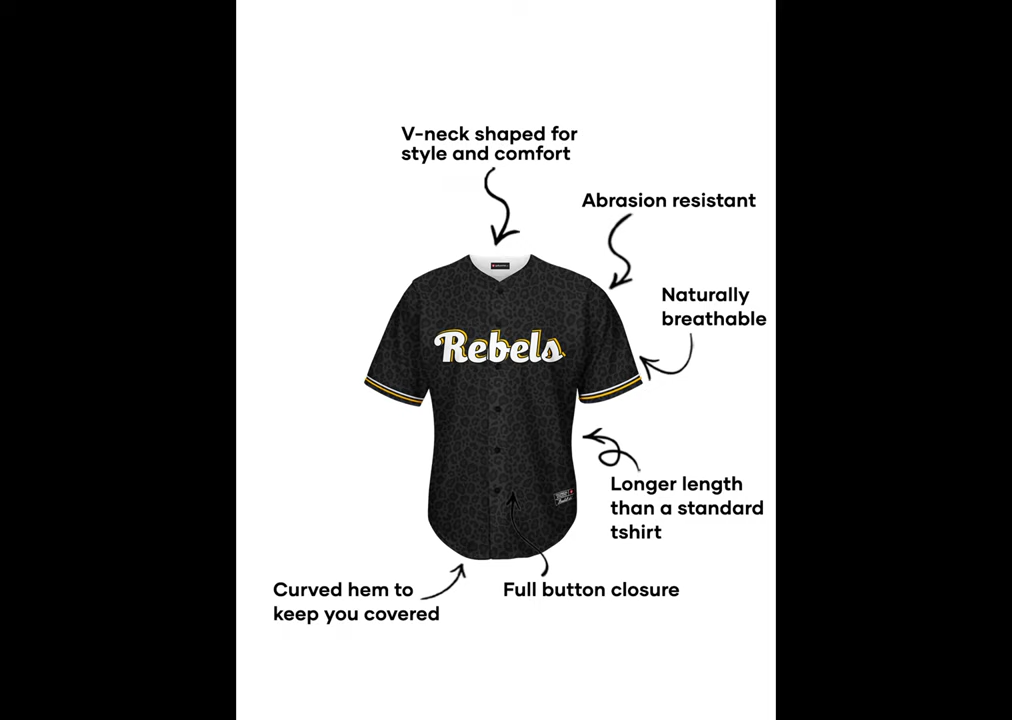 V-neck shaped for
style and comfort
Abrasion resistant
Naturally
breathable
Rebels
Longer length
than a standard
tshirt
Curved hem to
keep you covered
Full button closure